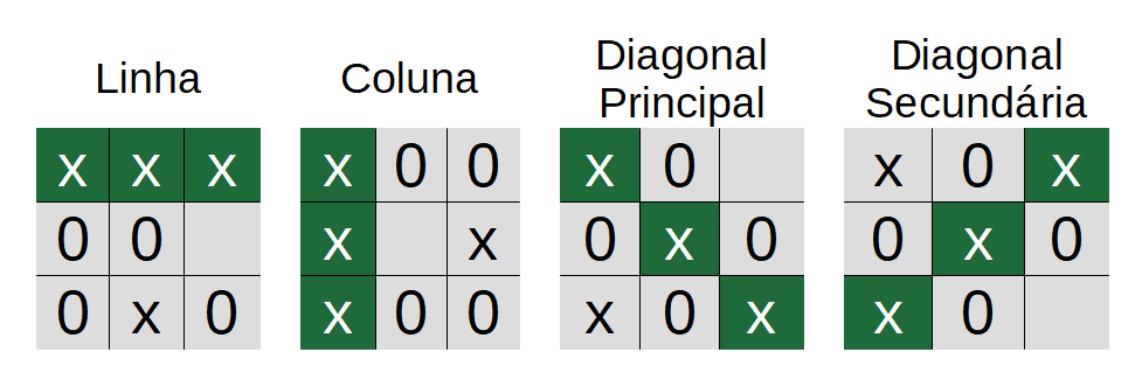 Linha
x x x
0 0
0 x 0
Coluna
x 0 0
x x
x 0 0
Diagonal
Principal
x 0
0 x 0
x 0 x
Diagonal
Secundária
x 0 x
0 x 0
x 0